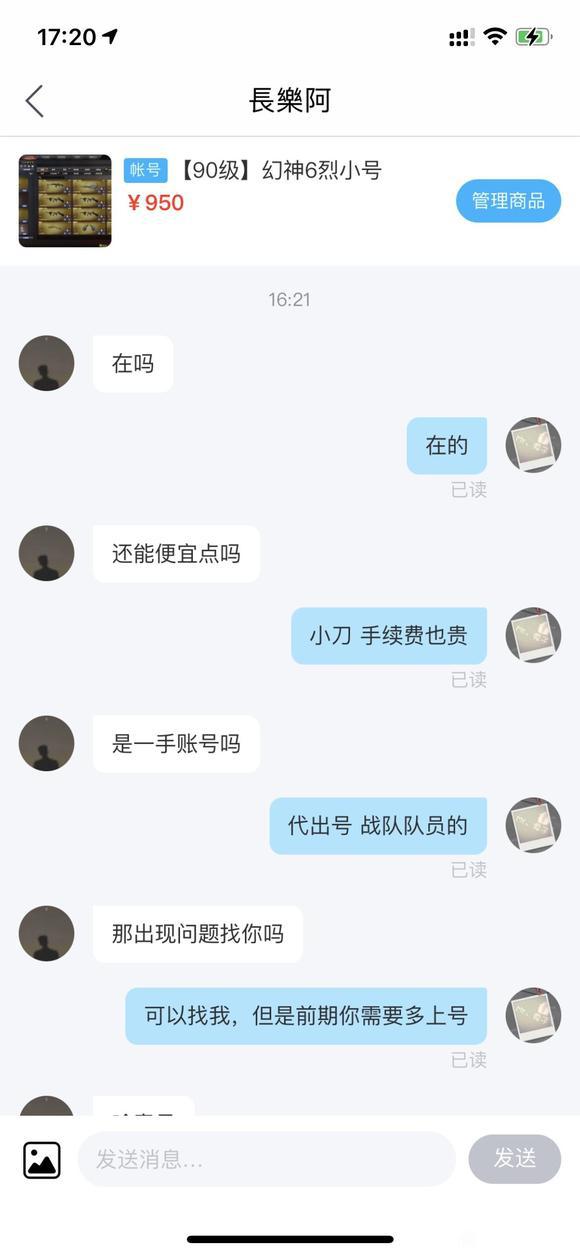 17:20
長樂阿
帐号 【90级】幻神6烈小号
¥950
管理商品
16:21
在吗
在的
已读
还能便宜点吗
小刀 手续费也贵
已读
是一手账号吗
代出号 战队队员的
已读
那出现问题找你吗
可以找我，但是前期你需要多上号
已读
发送消息...
发送